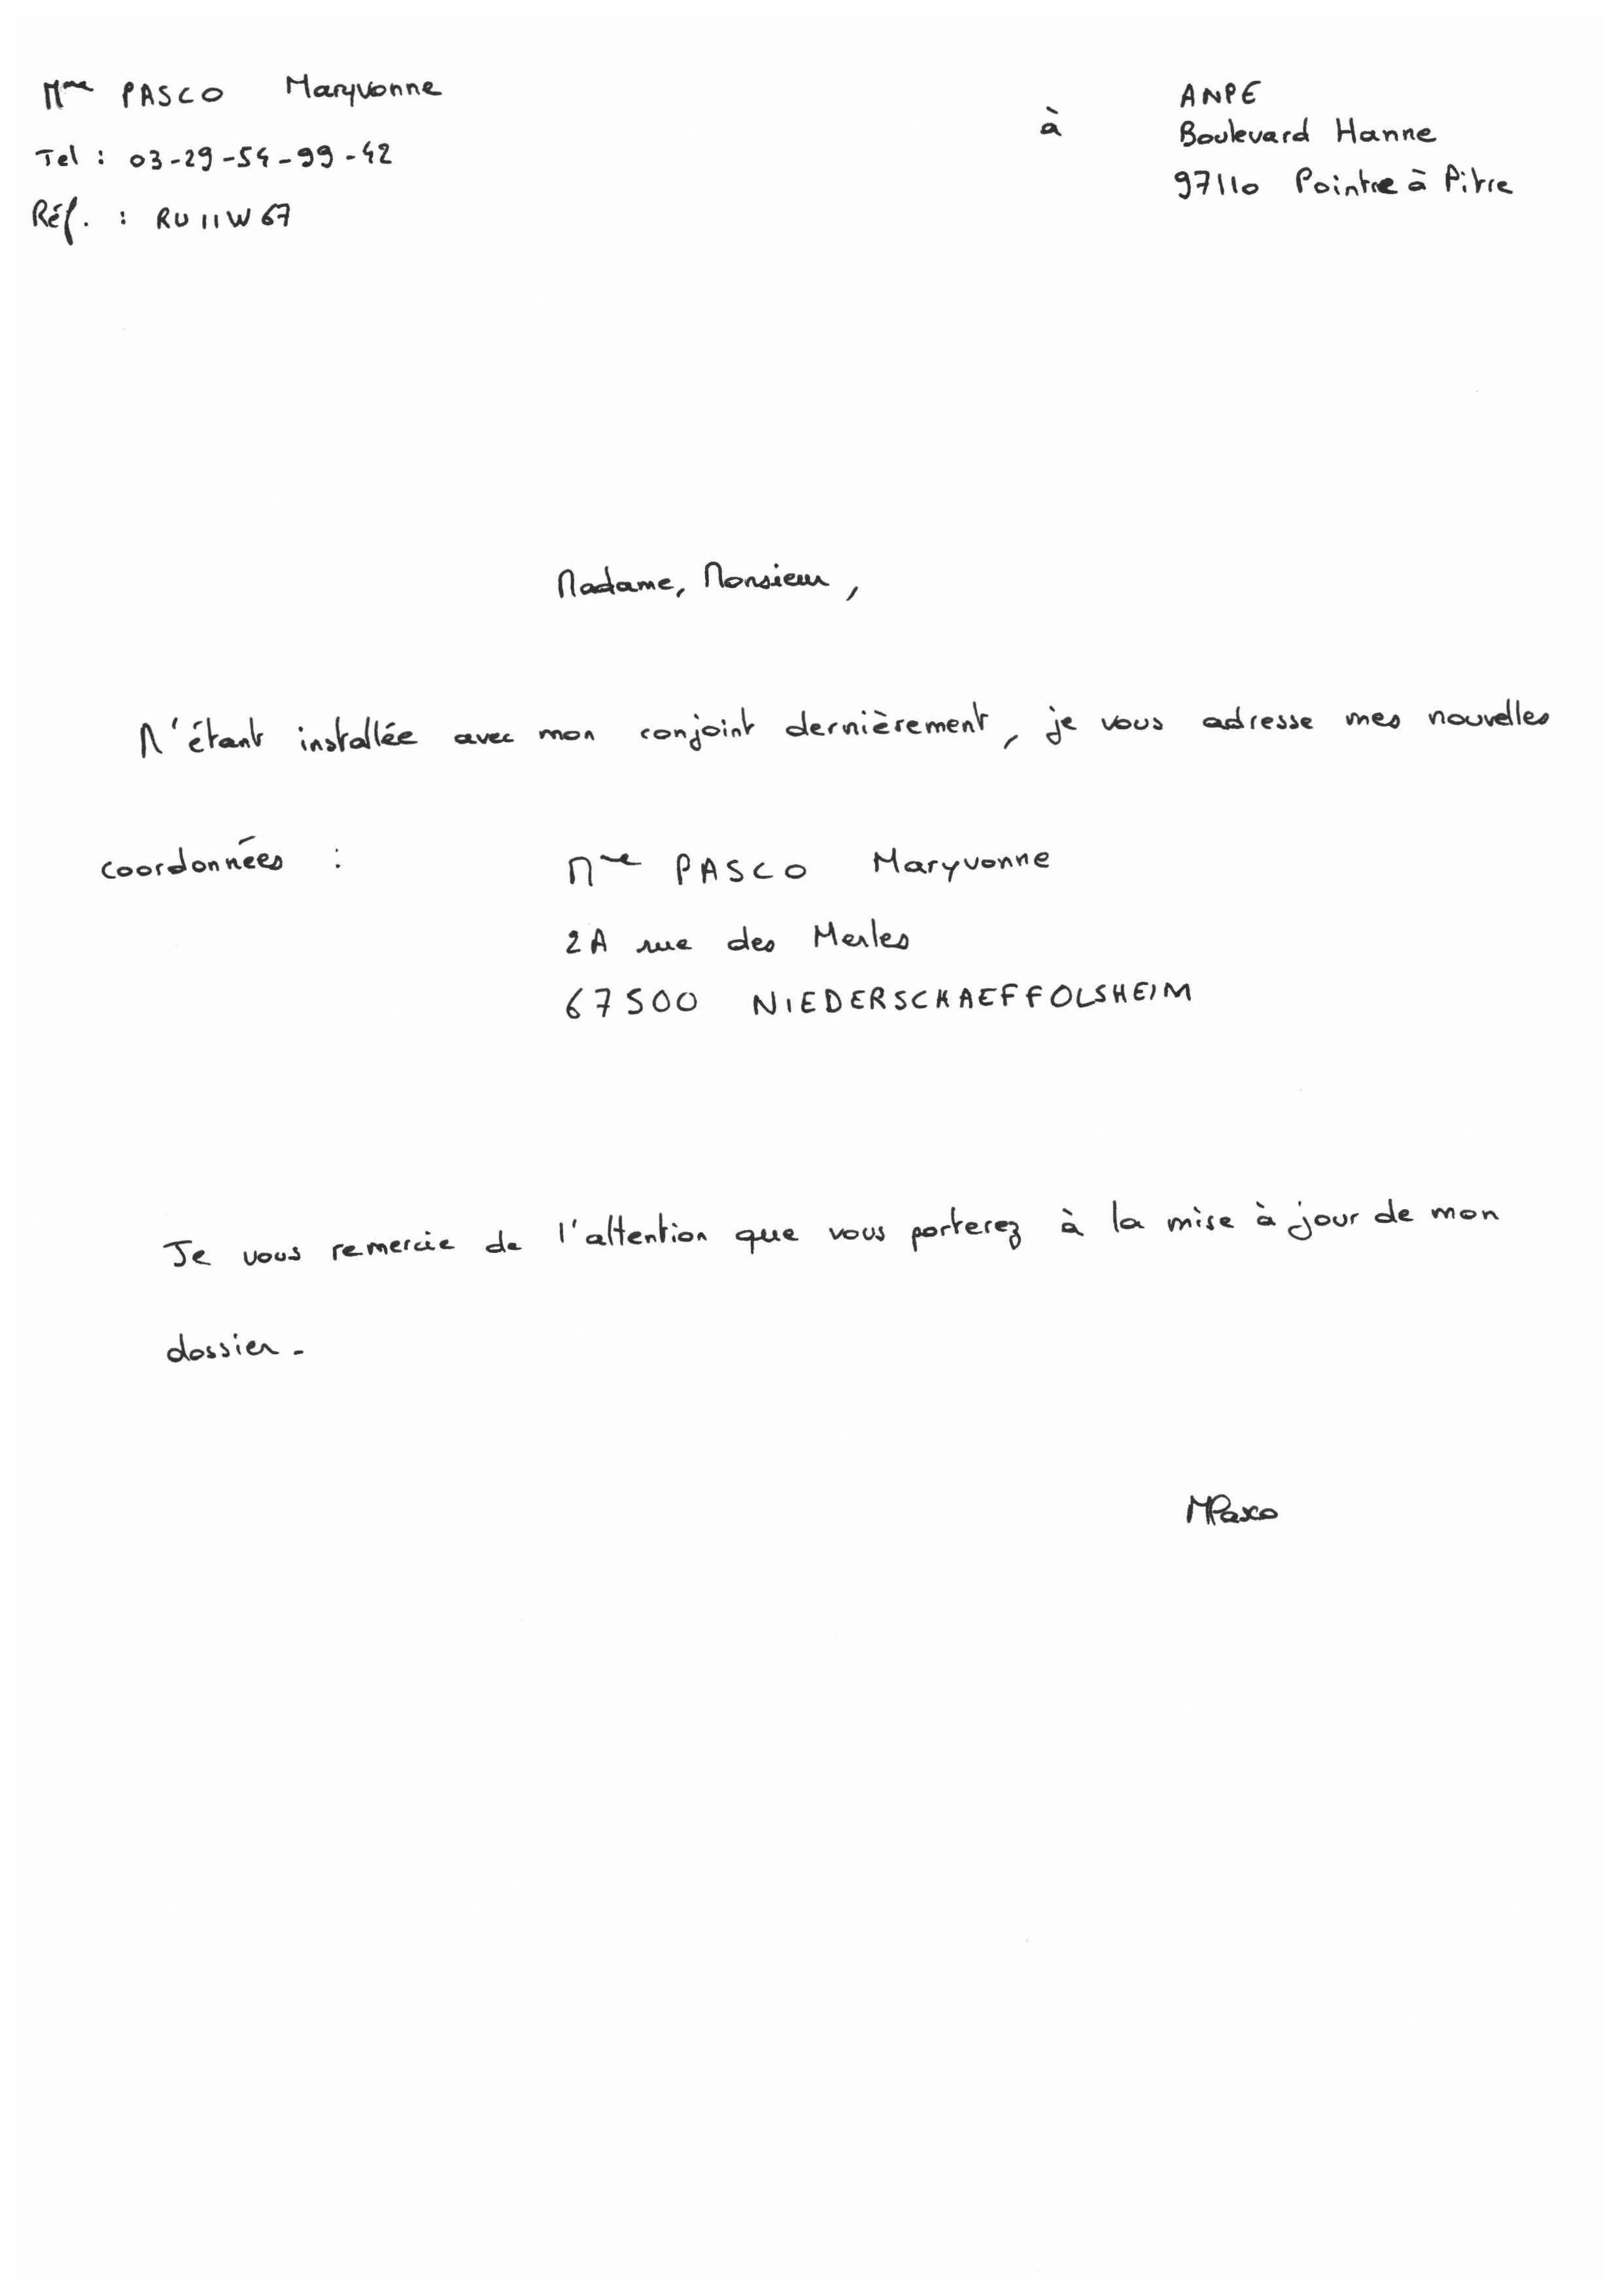 Mme PASCO Maryvonne
Tel : 03-29-54-99-42
Réf. : RU11W67
à
ANPE
Boulevard Hanne
97110 Pointre à Pitre
Madame, Monsieur,
M'étant installée avec mon conjoint dernièrement, je vous adresse mes nouvelles
coordonnées :
Mme PASCO Maryvonne
2A rue des Merles
67500 NIEDERSCHAEFFOLSHEIM
Je vous remercie de l'attention que vous porterez à la mise à jour de mon
dossier.
MPasco